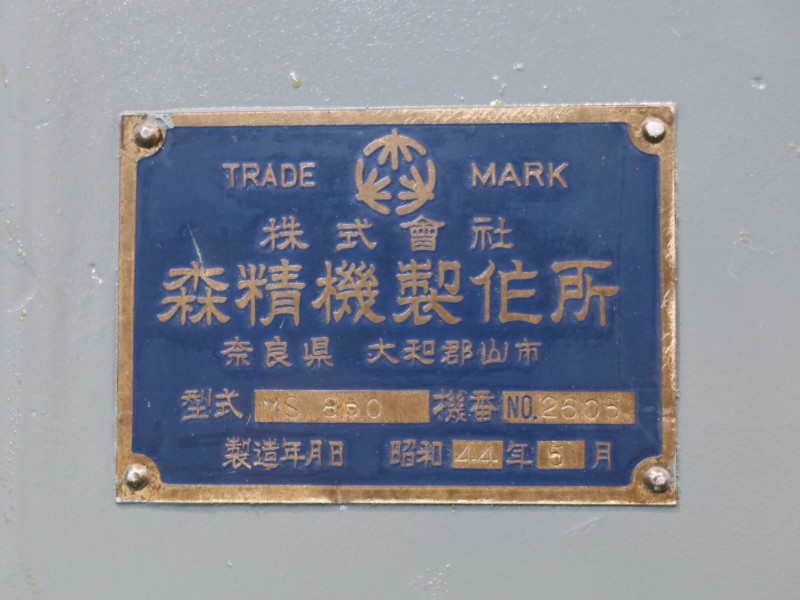 TRADE MARK
株式會社
森精機製作所
奈良県 大和郡山市
型式 MS 850 機番 NO. 2605
製造年月日 昭和 44 年 5 月